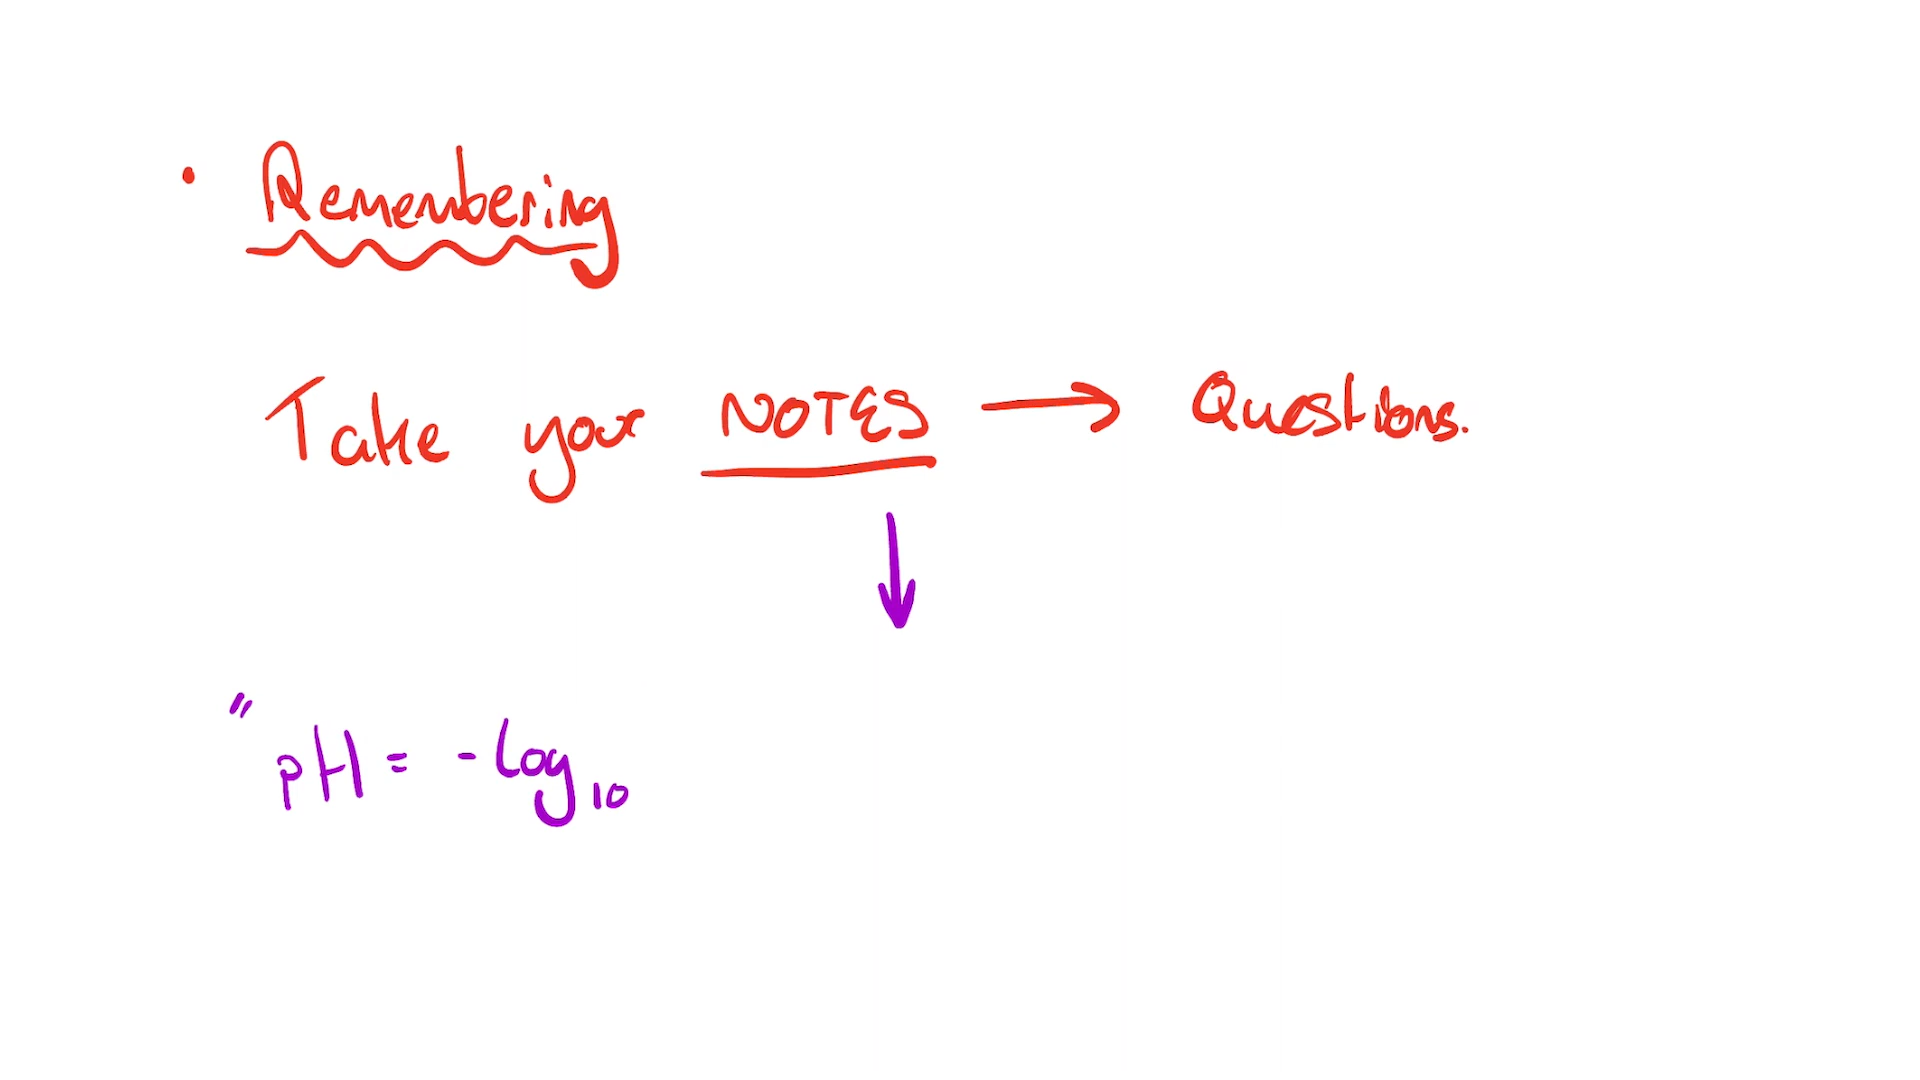 • Remembering
Take your NOTES → Questions.
↓
" pH = -log₁₀